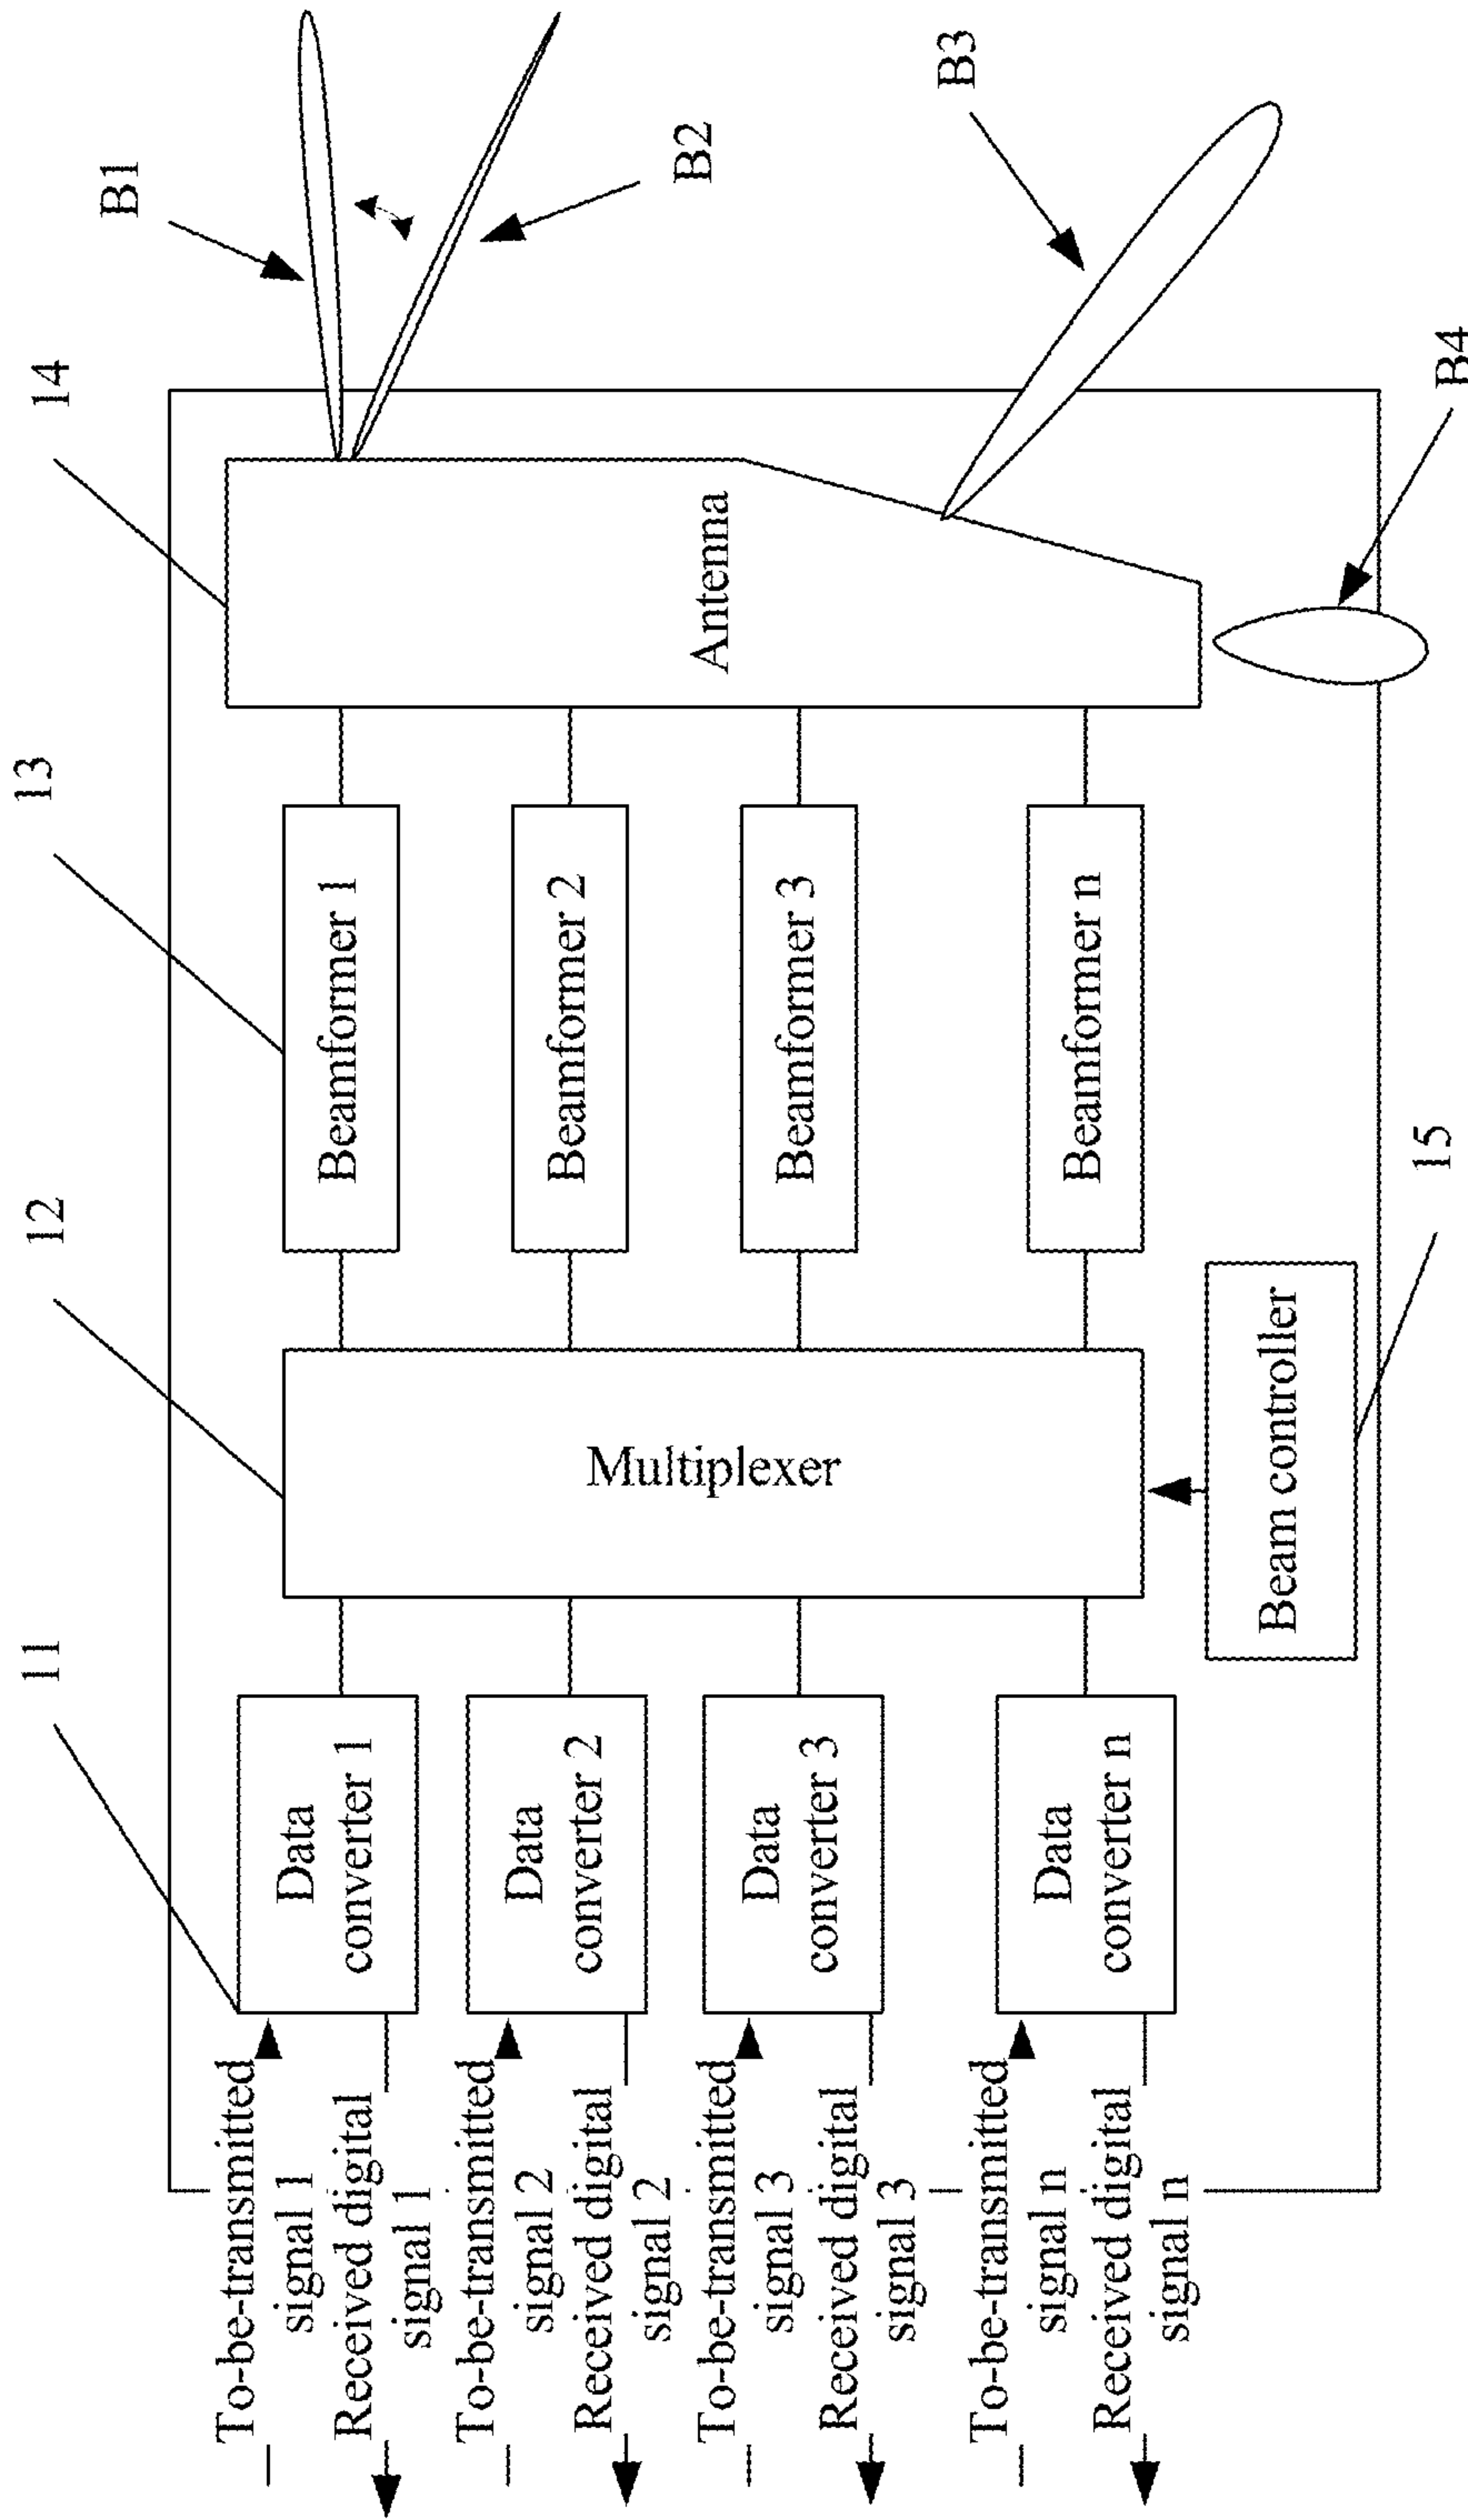 11
12
13
14
B1
B2
B3
B4
15
To-be-transmitted
signal 1
Received digital
signal 1
To-be-transmitted
signal 2
Received digital
signal 2
To-be-transmitted
signal 3
Received digital
signal 3
To-be-transmitted
signal n
Received digital
signal n
Data
converter 1
Data
converter 2
Data
converter 3
Data
converter n
Multiplexer
Beam controller
Beamformer 1
Beamformer 2
Beamformer 3
Beamformer n
Antenna